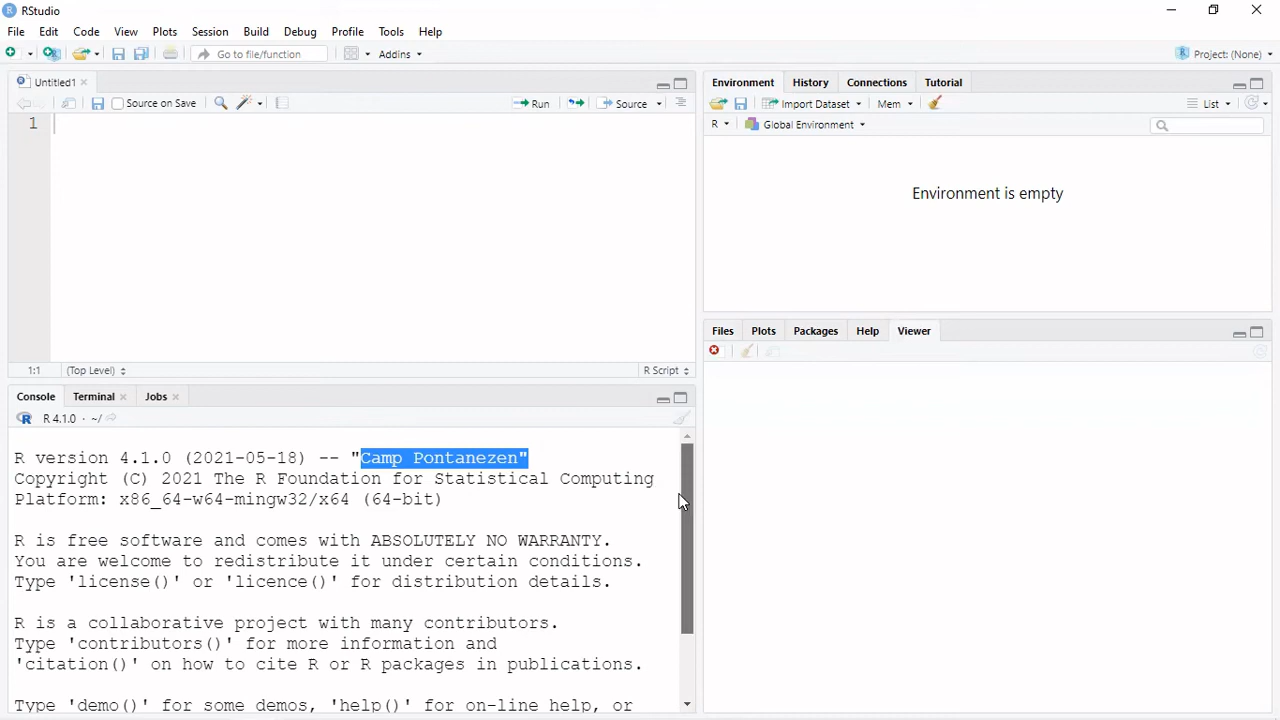 RStudio
File Edit Code View Plots Session Build Debug Profile Tools Help
Go to file/function Addins Project: (None)
Untitled1
Source on Save Run Source
1
1:1 (Top Level) R Script
Console Terminal Jobs
R 4.1.0 · ~/
R version 4.1.0 (2021-05-18) -- "Camp Pontanezen"
Copyright (C) 2021 The R Foundation for Statistical Computing
Platform: x86_64-w64-mingw32/x64 (64-bit)
R is free software and comes with ABSOLUTELY NO WARRANTY.
You are welcome to redistribute it under certain conditions.
Type 'license()' or 'licence()' for distribution details.
R is a collaborative project with many contributors.
Type 'contributors()' for more information and
'citation()' on how to cite R or R packages in publications.
Type 'demo()' for some demos, 'help()' for on-line help, or
Environment History Connections Tutorial
Import Dataset Mem List
R Global Environment
Environment is empty
Files Plots Packages Help Viewer